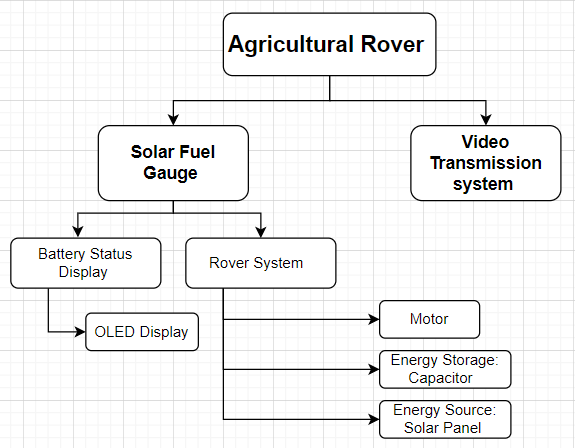 Agricultural Rover
Solar Fuel
Gauge
Video
Transmission
system
Battery Status
Display
Rover System
OLED Display
Motor
Energy Storage:
Capacitor
Energy Source:
Solar Panel